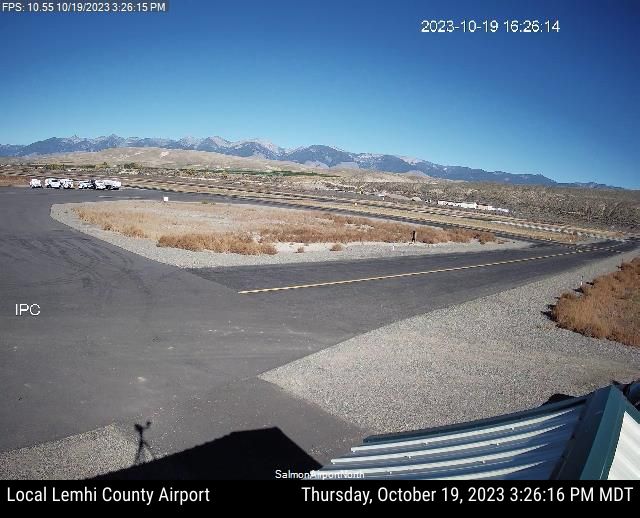 FPS: 10.55 10/19/2023 3:26:15 PM
2023-10-19 16:26:14
IPC
SalmonAirportNorth
Local Lemhi County Airport
Thursday, October 19, 2023 3:26:16 PM MDT